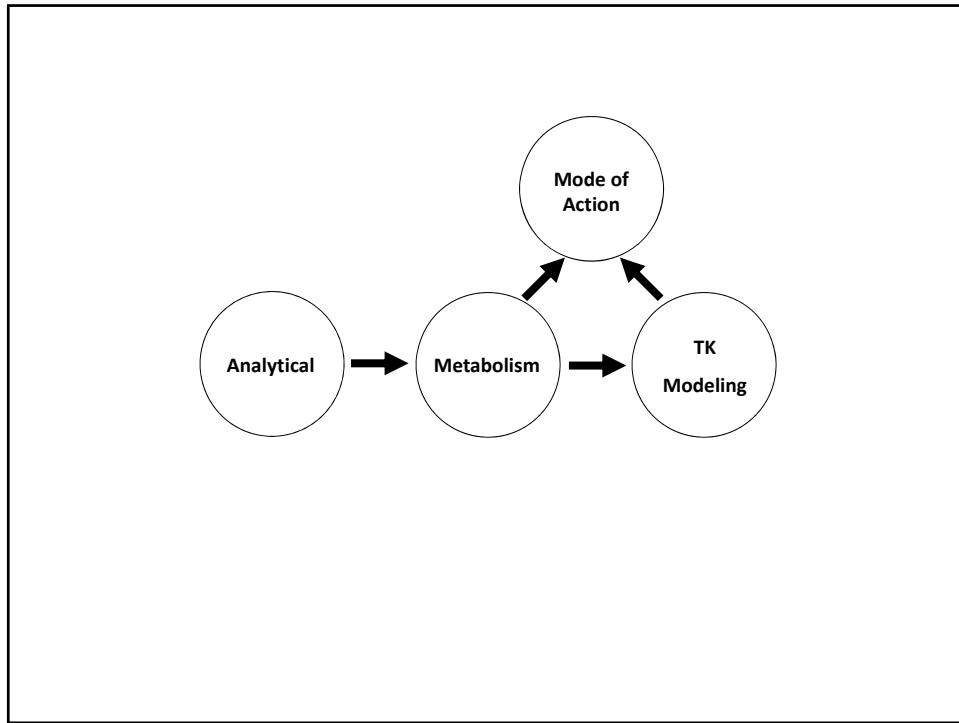 Mode of
Action
Analytical
Metabolism
TK
Modeling